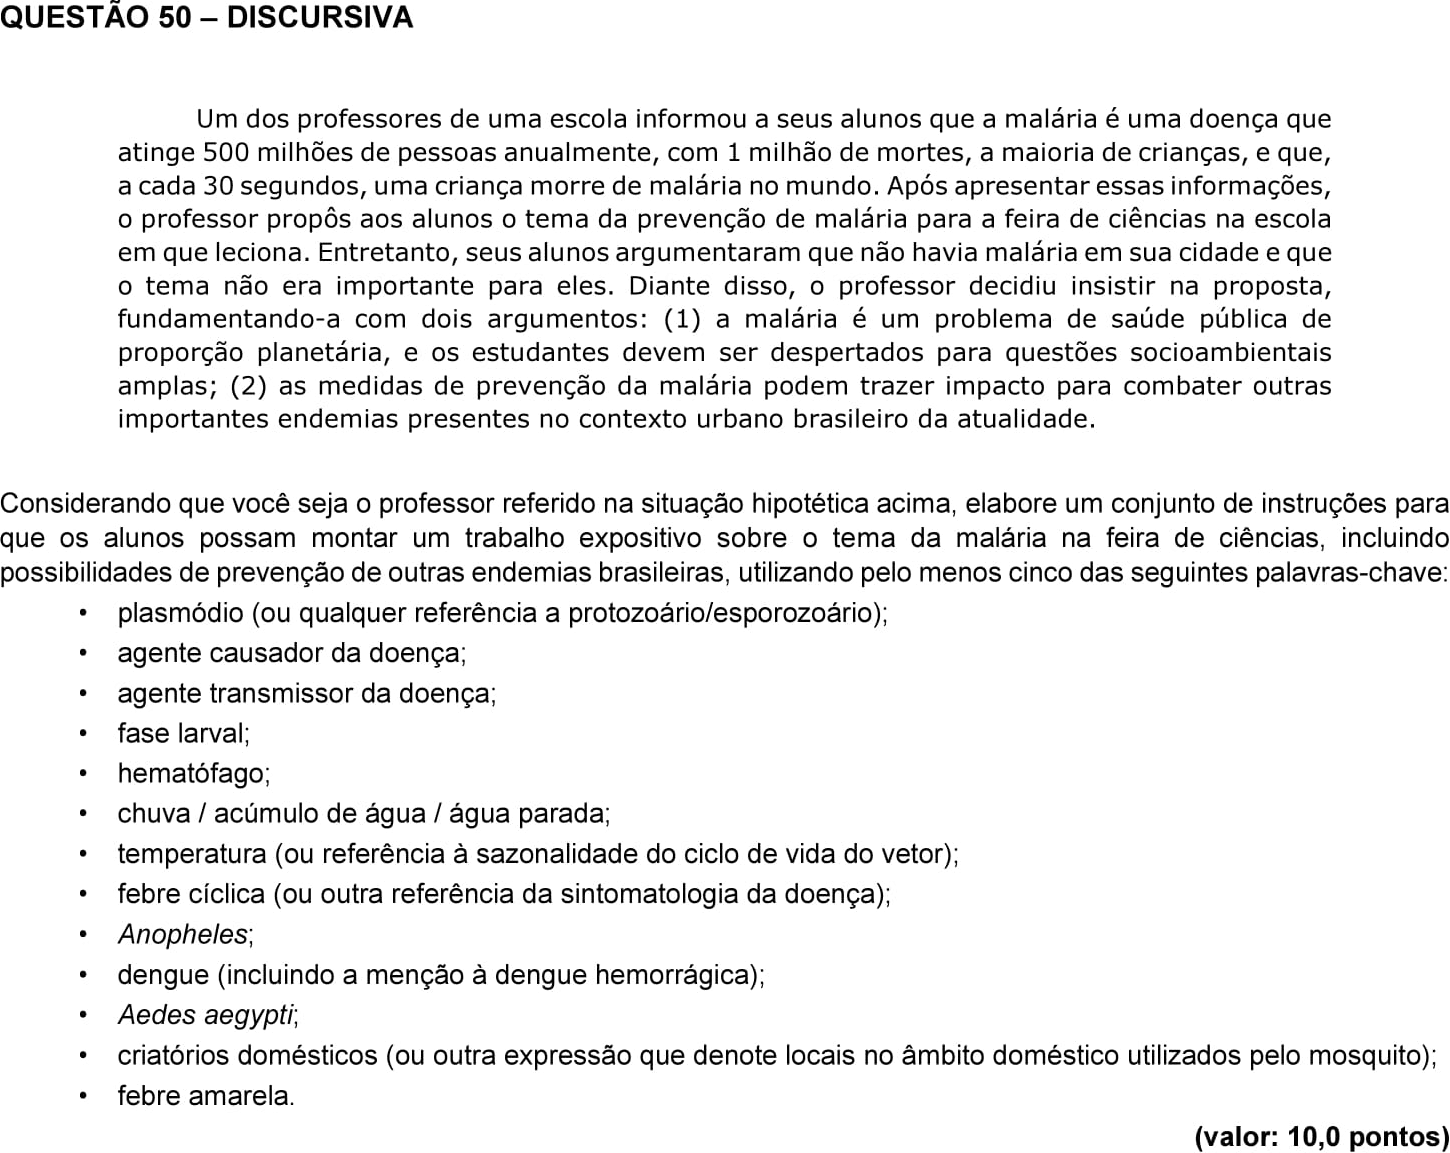 QUESTÃO 50 – DISCURSIVA
Um dos professores de uma escola informou a seus alunos que a malária é uma doença que
atinge 500 milhões de pessoas anualmente, com 1 milhão de mortes, a maioria de crianças, e que,
a cada 30 segundos, uma criança morre de malária no mundo. Após apresentar essas informações,
o professor propôs aos alunos o tema da prevenção de malária para a feira de ciências na escola
em que leciona. Entretanto, seus alunos argumentaram que não havia malária em sua cidade e que
o tema não era importante para eles. Diante disso, o professor decidiu insistir na proposta,
fundamentando-a com dois argumentos: (1) a malária é um problema de saúde pública de
proporção planetária, e os estudantes devem ser despertados para questões socioambientais
amplas; (2) as medidas de prevenção da malária podem trazer impacto para combater outras
importantes endemias presentes no contexto urbano brasileiro da atualidade.
Considerando que você seja o professor referido na situação hipotética acima, elabore um conjunto de instruções para
que os alunos possam montar um trabalho expositivo sobre o tema da malária na feira de ciências, incluindo
possibilidades de prevenção de outras endemias brasileiras, utilizando pelo menos cinco das seguintes palavras-chave:
• plasmódio (ou qualquer referência a protozoário/esporozoário);
• agente causador da doença;
• agente transmissor da doença;
• fase larval;
• hematófago;
• chuva / acúmulo de água / água parada;
• temperatura (ou referência à sazonalidade do ciclo de vida do vetor);
• febre cíclica (ou outra referência da sintomatologia da doença);
• Anopheles;
• dengue (incluindo a menção à dengue hemorrágica);
• Aedes aegypti;
• criatórios domésticos (ou outra expressão que denote locais no âmbito doméstico utilizados pelo mosquito);
• febre amarela.
(valor: 10,0 pontos)